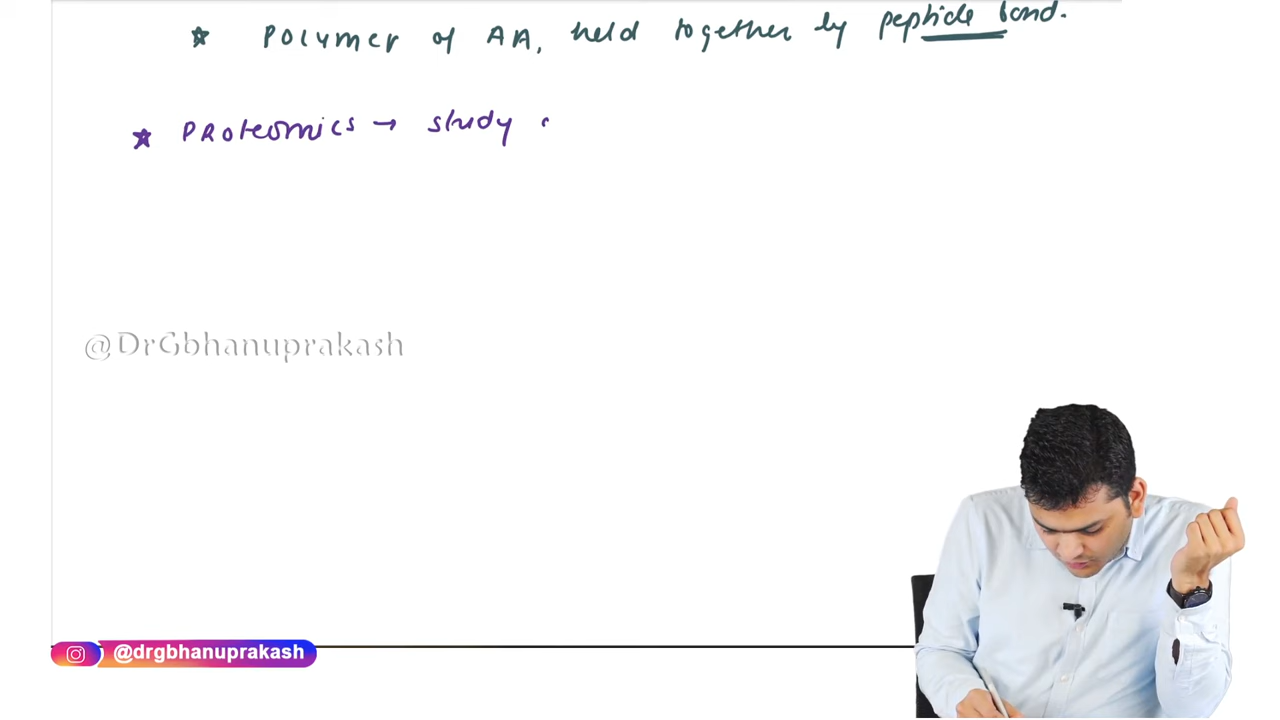 Polymer of AA, held together by peptide bond.
PRoteomics → study
@DrGbhanuprakash
@drgbhanuprakash